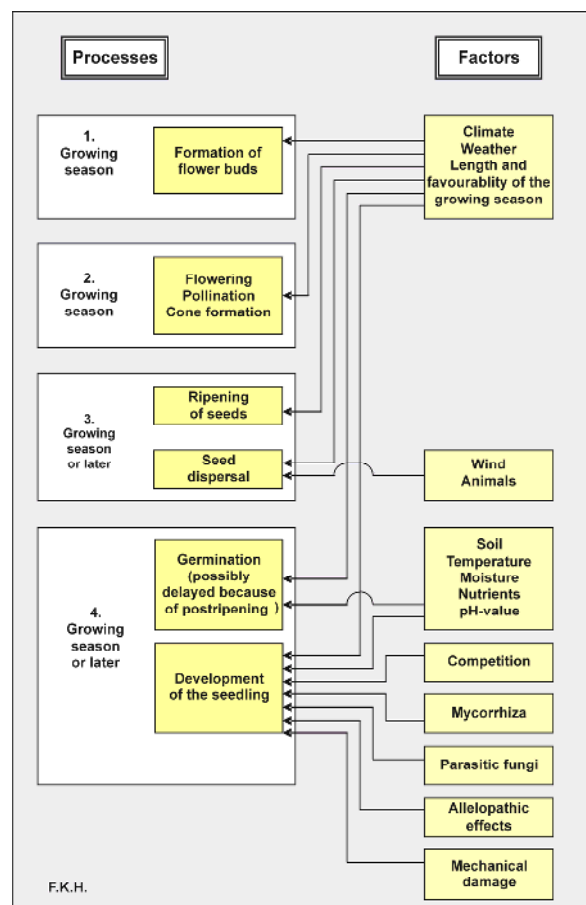 Processes
Factors
1.
Growing
season
Formation of
flower buds
Climate
Weather
Length and
favourablity of the
growing season
2.
Growing
season
Flowering
Pollination
Cone formation
3.
Growing
season
or later
Ripening
of seeds
Seed
dispersal
Wind
Animals
4.
Growing
season
or later
Germination
(possibly
delayed because
of postripening )
Soil
Temperature
Moisture
Nutrients
pH-value
Development
of the seedling
Competition
Mycorrhiza
Parasitic fungi
Allelopathic
effects
Mechanical
damage
F.K.H.